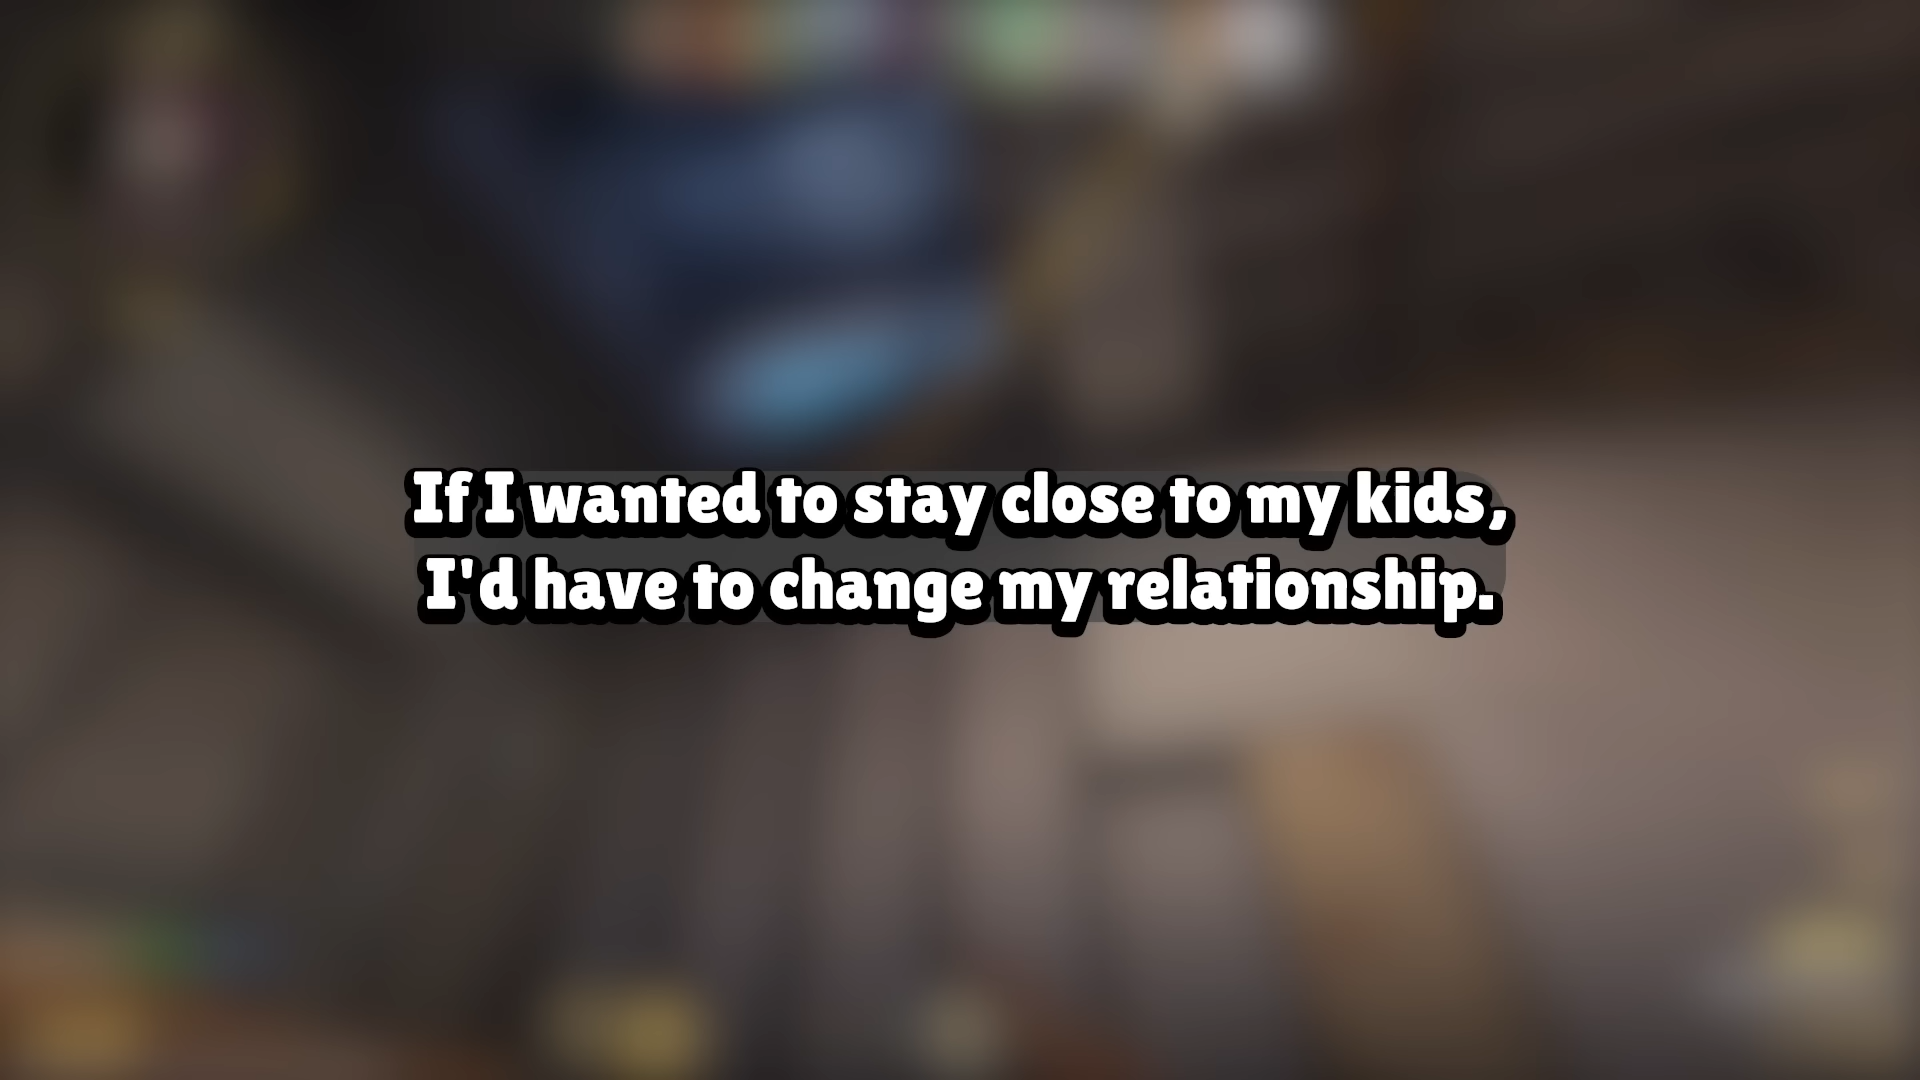 If I wanted to stay close to my kids,
I'd have to change my relationship.